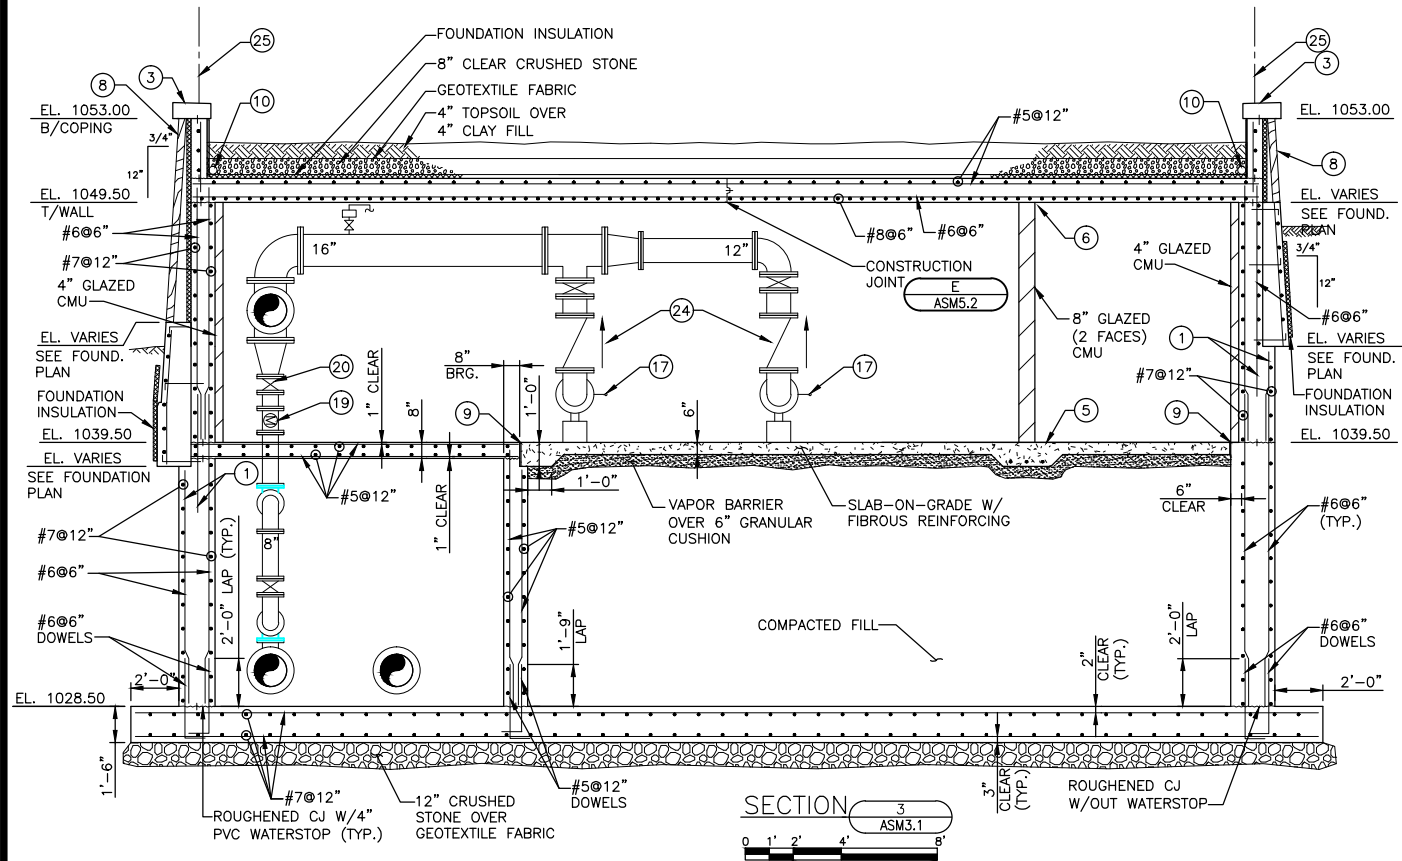 25
3
8
10
EL. 1053.00
B/COPING
3/4"
12"
EL. 1049.50
T/WALL
#6@6"
#7@12"
4" GLAZED
CMU
EL. VARIES
SEE FOUND.
PLAN
FOUNDATION
INSULATION
EL. 1039.50
EL. VARIES
SEE FOUNDATION
PLAN
1
#7@12"
#6@6"
2'-0" LAP (TYP.)
#6@6"
DOWELS
2'-0"
EL. 1028.50
1'-6"
FOUNDATION INSULATION
8" CLEAR CRUSHED STONE
GEOTEXTILE FABRIC
4" TOPSOIL OVER
4" CLAY FILL
#5@12"
16"
12"
#8@6"
#6@6"
CONSTRUCTION
JOINT
E
ASM5.2
6
24
17
17
20
19
1" CLEAR
8"
8"
BRG.
9
1'-0"
6"
5
8" GLAZED
(2 FACES)
CMU
#5@12"
1" CLEAR
1'-0"
VAPOR BARRIER
OVER 6" GRANULAR
CUSHION
SLAB-ON-GRADE W/
FIBROUS REINFORCING
8"
#5@12"
1'-9"
LAP
COMPACTED FILL
2"
CLEAR
(TYP.)
25
3
10
EL. 1053.00
8
EL. VARIES
SEE FOUND.
PLAN
3/4"
12"
4" GLAZED
CMU
#6@6"
1
EL. VARIES
SEE FOUND.
PLAN
#7@12"
FOUNDATION
INSULATION
9
EL. 1039.50
6"
CLEAR
#6@6"
(TYP.)
2'-0"
LAP
#6@6"
DOWELS
2'-0"
#7@12"
ROUGHENED CJ W/4"
PVC WATERSTOP (TYP.)
12" CRUSHED
STONE OVER
GEOTEXTILE FABRIC
#5@12"
DOWELS
3"
CLEAR
(TYP.)
ROUGHENED CJ
W/OUT WATERSTOP
SECTION
3
ASM3.1
0 1' 2' 4' 8'